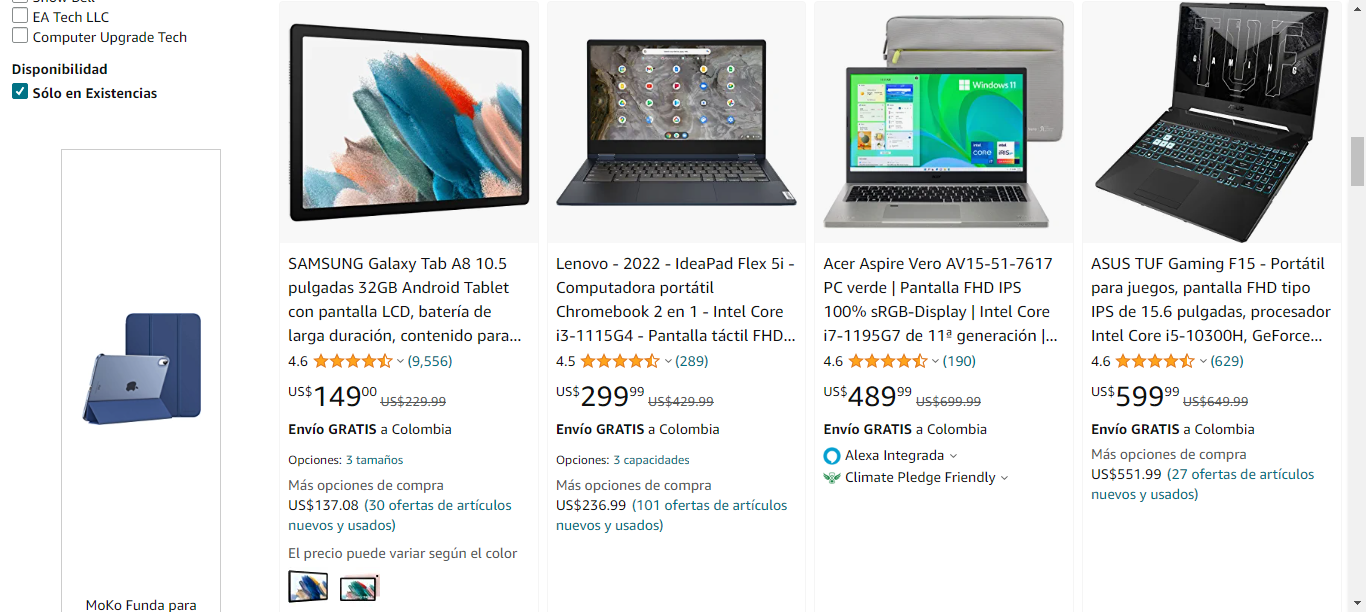 EA Tech LLC
Computer Upgrade Tech
Disponibilidad
Sólo en Existencias
MoKo Funda para
SAMSUNG Galaxy Tab A8 10.5
pulgadas 32GB Android Tablet
con pantalla LCD, batería de
larga duración, contenido para...
4.6 (9,556)
US$14900 US$229.99
Envío GRATIS a Colombia
Opciones: 3 tamaños
Más opciones de compra
US$137.08 (30 ofertas de artículos
nuevos y usados)
El precio puede variar según el color
Lenovo - 2022 - IdeaPad Flex 5i -
Computadora portátil
Chromebook 2 en 1 - Intel Core
i3-1115G4 - Pantalla táctil FHD...
4.5 (289)
US$29999 US$429.99
Envío GRATIS a Colombia
Opciones: 3 capacidades
Más opciones de compra
US$236.99 (101 ofertas de artículos
nuevos y usados)
Windows 11
core
iRIS
Acer Aspire Vero AV15-51-7617
PC verde | Pantalla FHD IPS
100% sRGB-Display | Intel Core
i7-1195G7 de 11ª generación |...
4.6 (190)
US$48999 US$699.99
Envío GRATIS a Colombia
Alexa Integrada
Climate Pledge Friendly
TUF
GAMING
ASUS TUF Gaming F15 - Portátil
para juegos, pantalla FHD tipo
IPS de 15.6 pulgadas, procesador
Intel Core i5-10300H, GeForce...
4.6 (629)
US$59999 US$649.99
Envío GRATIS a Colombia
Más opciones de compra
US$551.99 (27 ofertas de artículos
nuevos y usados)